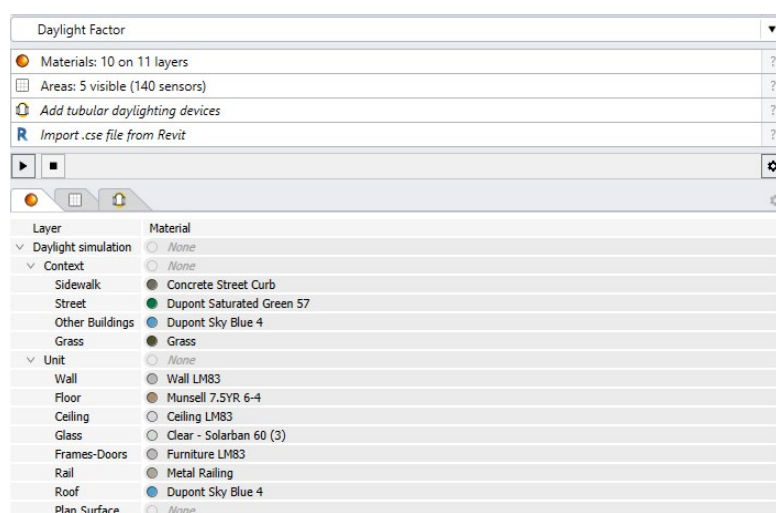 Daylight Factor
Materials: 10 on 11 layers
?
Areas: 5 visible (140 sensors)
?
Add tubular daylighting devices
?
R Import .cse file from Revit
?
Layer Material
Daylight simulation None
Context None
Sidewalk Concrete Street Curb
Street Dupont Saturated Green 57
Other Buildings Dupont Sky Blue 4
Grass Grass
Unit None
Wall Wall LM83
Floor Munsell 7.5YR 6-4
Ceiling Ceiling LM83
Glass Clear - Solarban 60 (3)
Frames-Doors Furniture LM83
Rail Metal Railing
Roof Dupont Sky Blue 4
Plan Surface None